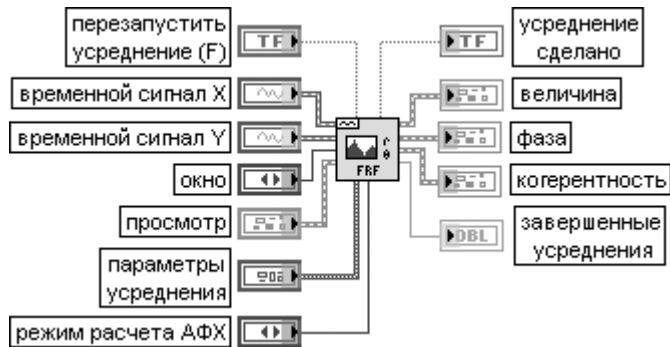 перезапустить
усреднение (F)
TF
TF
усреднение
сделано
временной сигнал X
величина
временной сигнал Y
фаза
окно
FRF
когерентность
просмотр
DBL
завершенные
усреднения
параметры
усреднения
режим расчета АФХ